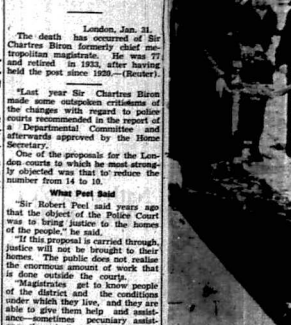 London, Jan. 31.
The death has occurred of Sir
Chartres Biron formerly chief me-
tropolitan magistrate. He was 77
and retired in 1933, after having
held the post since 1920.—(Reuter).
"Last year Sir Chartres Biron
made some outspoken criticisms of
the changes with regard to police
courts recommended in the report of
a Departmental Committee and
afterwards approved by the Home
Secretary.
One of the proposals for the Lon-
don courts to which he most strong-
ly objected was that to reduce the
number from 14 to 10.
What Peel Said
"Sir Robert Peel said years ago
that the object of the Police Court
was to bring justice to the homes
of the people," he said.
"If this proposal is carried through,
justice will not be brought to their
homes. The public does not realise
the enormous amount of work that
is done outside the courts.
"Magistrates get to know people
of the district and the conditions
under which they live, and they are
able to give them help and assist-
ance—sometimes pecuniary assist-